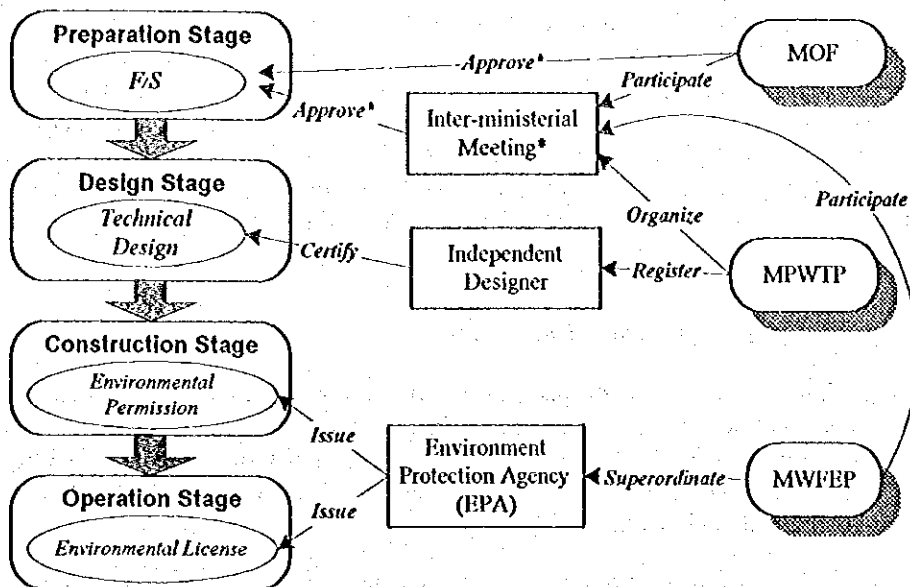 Preparation Stage
F/S
Approve*
Approve*
Participate
MOF
Inter-ministerial
Meeting*
Design Stage
Technical
Design
Certify
Organize
Participate
Independent
Designer
Register
MPWTP
Construction Stage
Environmental
Permission
Issue
Environment
Protection Agency
(EPA)
Superordinate
MWFEP
Operation Stage
Environmental License
Issue